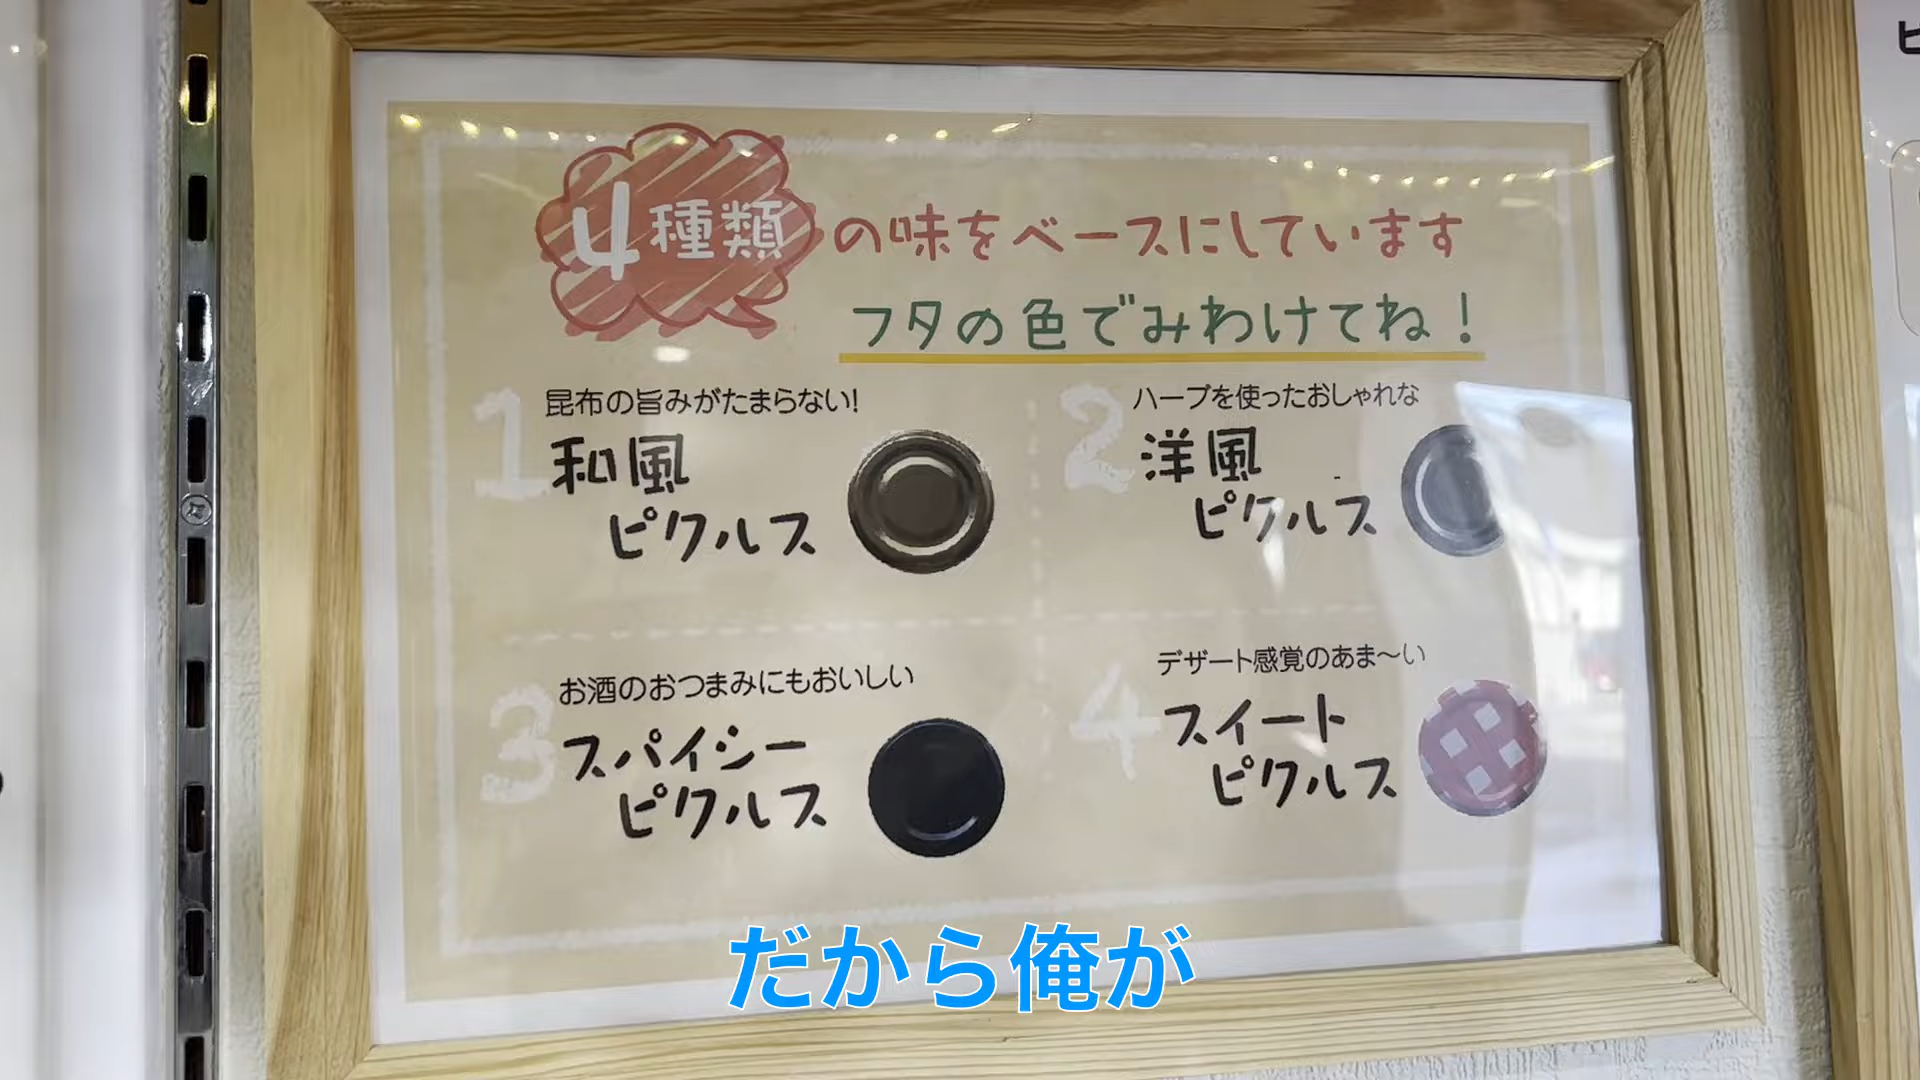 4種類の味をベースにしています
フタの色でみわけてね!
1
昆布の旨みがたまらない!
和風
ピクルス
2
ハーブを使ったおしゃれな
洋風
ピクルス
3
お酒のおつまみにもおいしい
スパイシー
ピクルス
4
デザート感覚のあま〜い
スイート
ピクルス
だから俺が